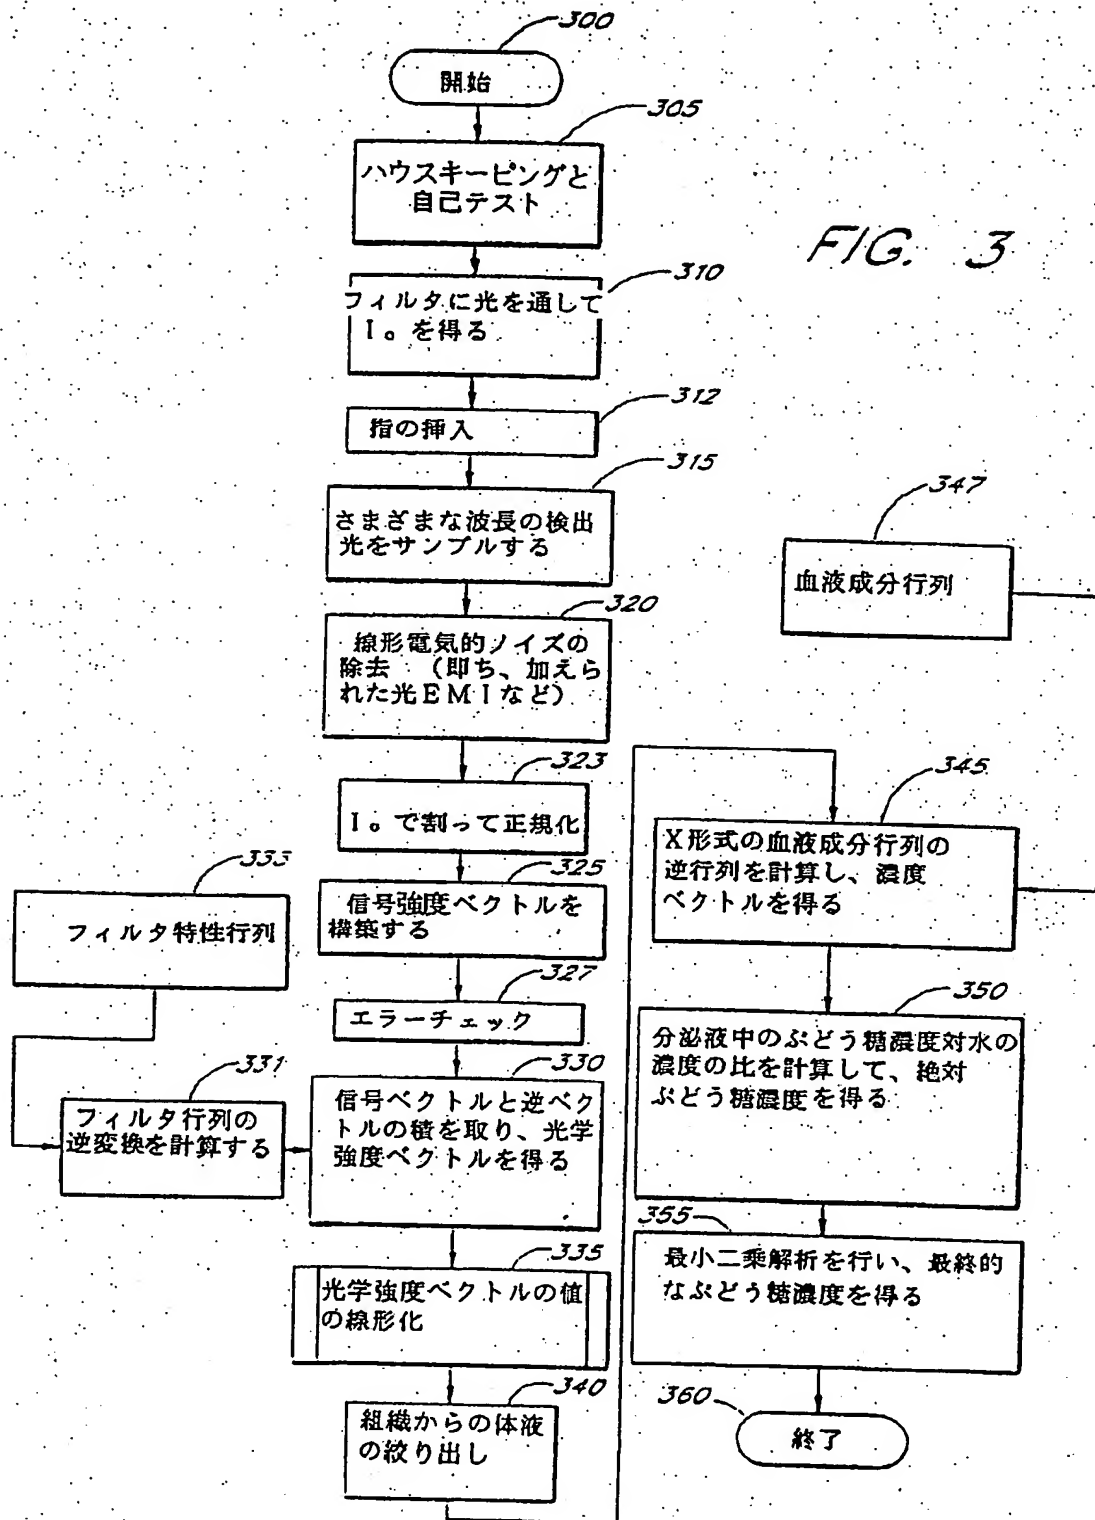 300
開始
305
ハウスキーピングと
自己テスト
FIG. 3
310
フィルタに光を通して
I₀を得る
312
指の挿入
315
さまざまな波長の検出
光をサンプルする
320
線形電気的ノイズの
除去 (即ち、加えら
れた光EMIなど)
323
I₀で割って正規化
325
信号強度ベクトルを
構築する
327
エラーチェック
333
フィルタ特性行列
331
フィルタ行列の
逆変換を計算する
330
信号ベクトルと逆ベク
トルの積を取り、光学
強度ベクトルを得る
335
光学強度ベクトルの値
の線形化
340
組織からの体液
の絞り出し
347
血液成分行列
345
X形式の血液成分行列の
逆行列を計算し、濃度
ベクトルを得る
350
分泌液中のぶどう糖濃度対水の
濃度の比を計算して、絶対
ぶどう糖濃度を得る
355
最小二乗解析を行い、最終的
なぶどう糖濃度を得る
360
終了